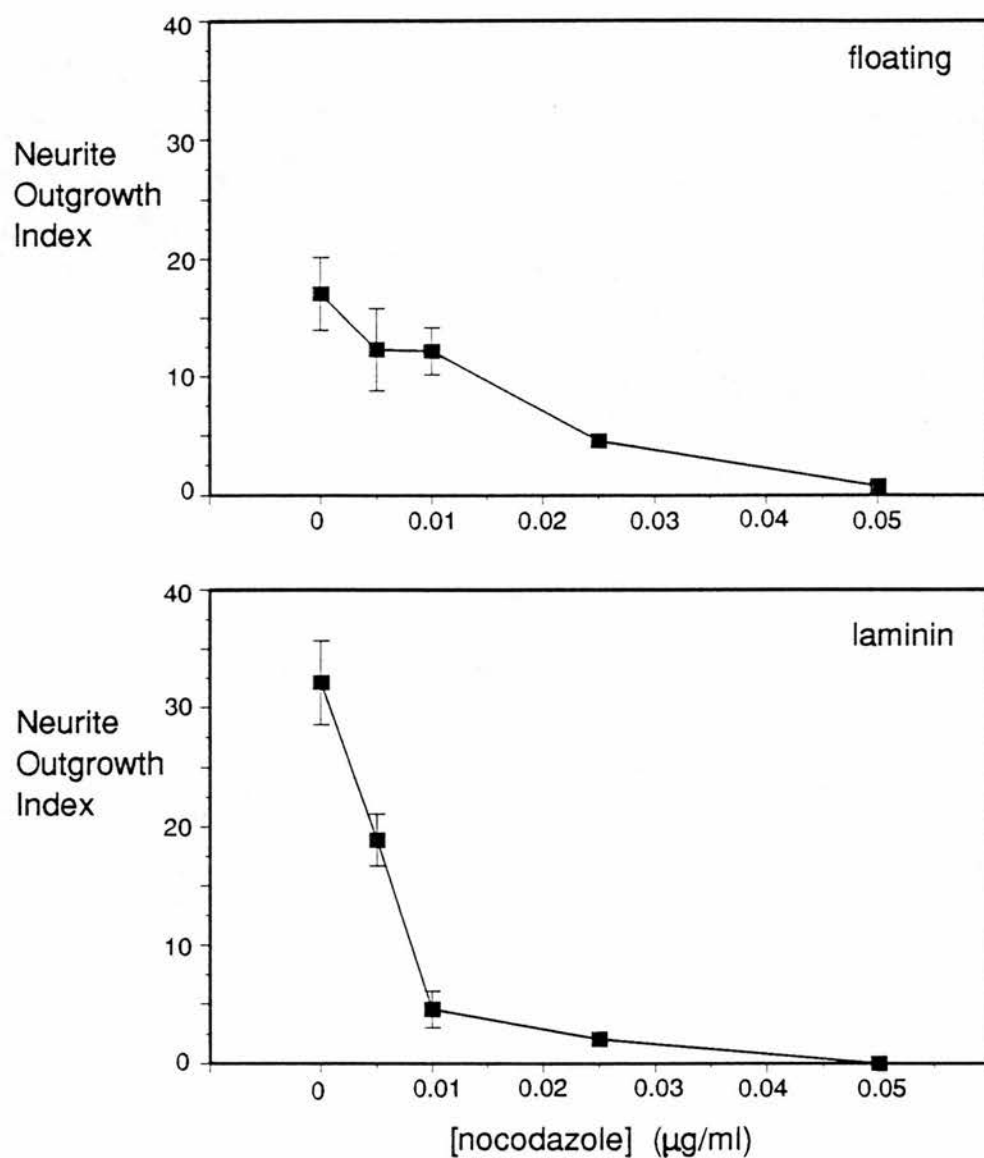 floating
Neurite
Outgrowth
Index
40
30
20
10
0
0 0.01 0.02 0.03 0.04 0.05
laminin
Neurite
Outgrowth
Index
40
30
20
10
0
0 0.01 0.02 0.03 0.04 0.05
[nocodazole] (μg/ml)